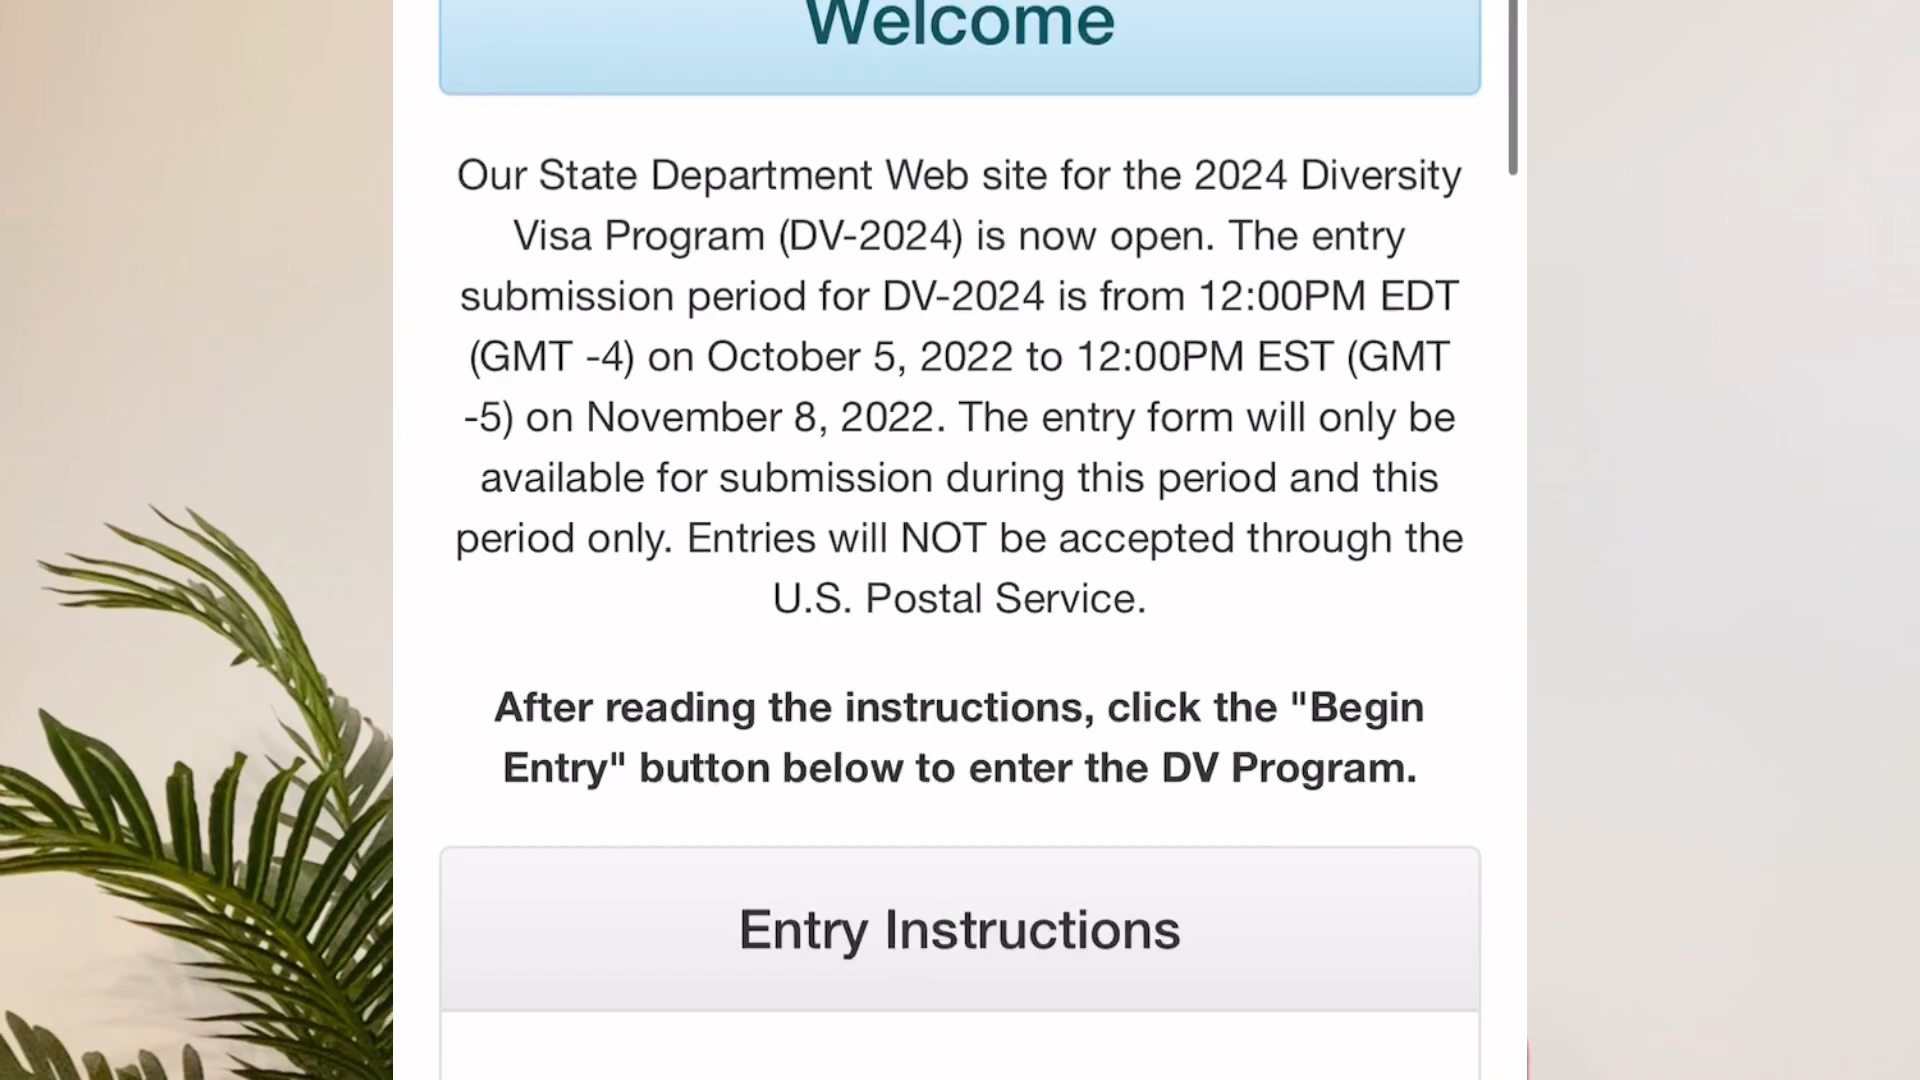 Welcome
Our State Department Web site for the 2024 Diversity
Visa Program (DV-2024) is now open. The entry
submission period for DV-2024 is from 12:00PM EDT
(GMT -4) on October 5, 2022 to 12:00PM EST (GMT
-5) on November 8, 2022. The entry form will only be
available for submission during this period and this
period only. Entries will NOT be accepted through the
U.S. Postal Service.
After reading the instructions, click the "Begin
Entry" button below to enter the DV Program.
Entry Instructions